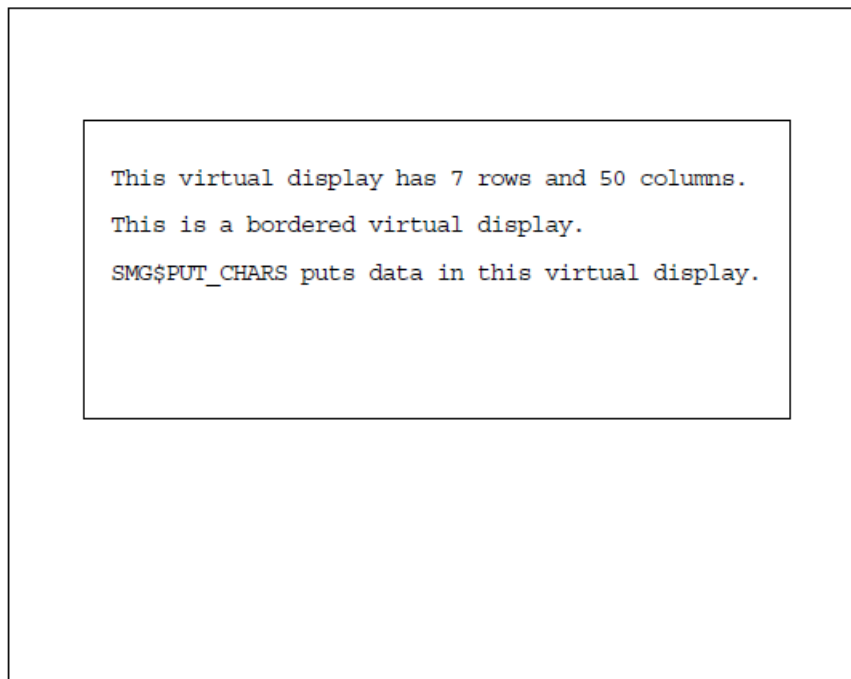 This virtual display has 7 rows and 50 columns.
This is a bordered virtual display.
SMG$PUT_CHARS puts data in this virtual display.